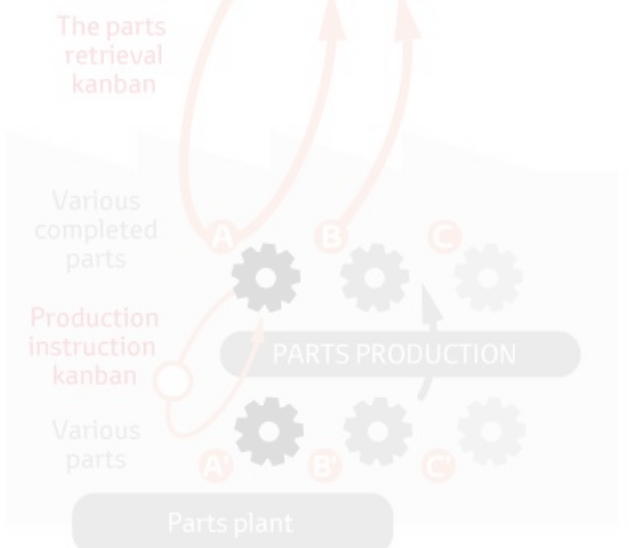 The parts
retrieval
kanban
Various
completed
parts
A
B
C
Production
instruction
kanban
PARTS PRODUCTION
Various
parts
A'
B'
C'
Parts plant